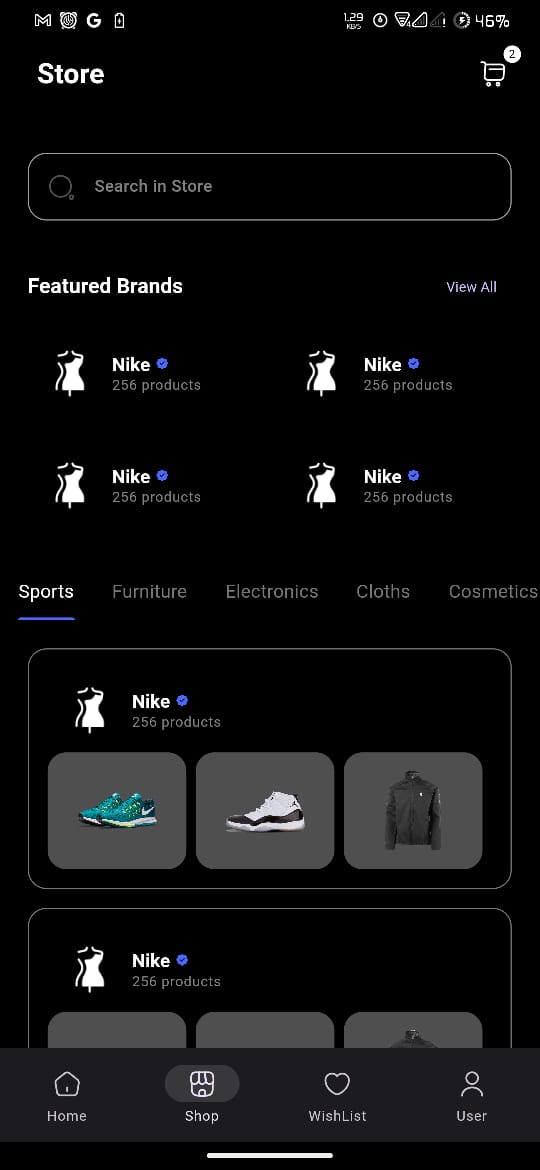 1.29 KB/S 46%
Store
2
Search in Store
Featured Brands View All
Nike Nike
256 products 256 products
Nike Nike
256 products 256 products
Sports Furniture Electronics Cloths Cosmetics
Nike
256 products
Nike
256 products
Home Shop WishList User